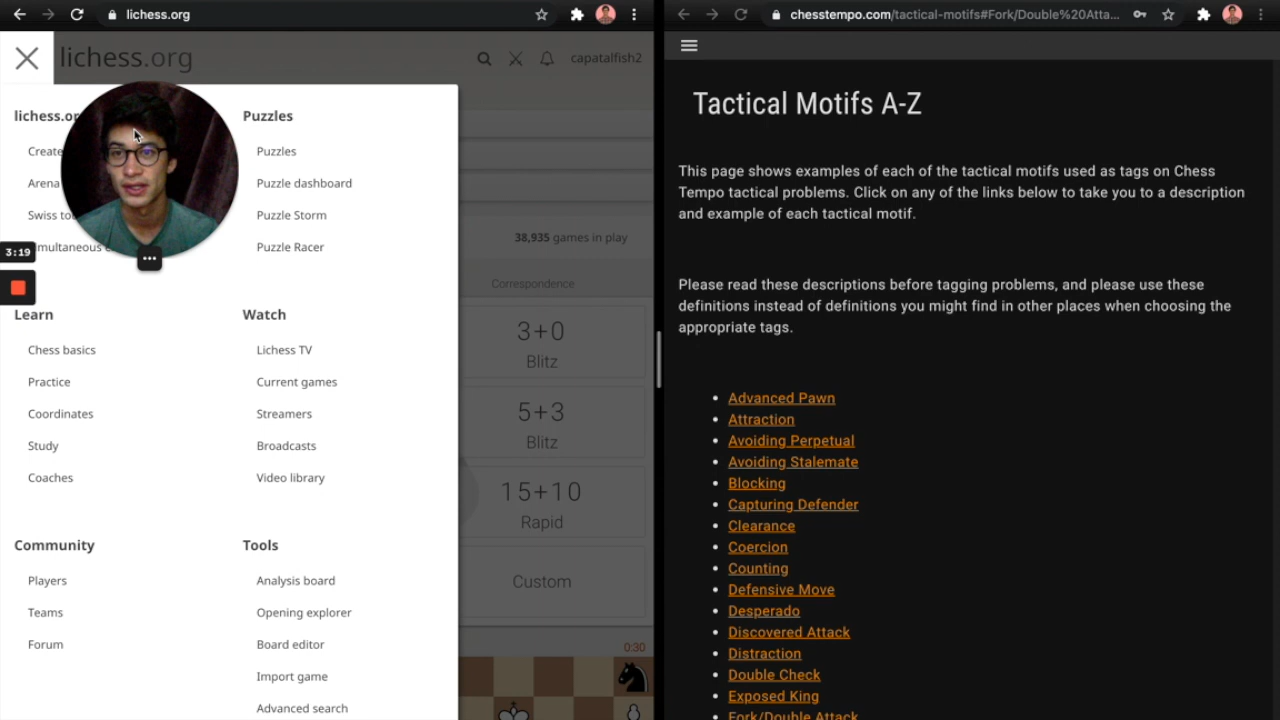 lichess.org
lichess.org
capatalfish2
lichess.or
Create
Arena
Swiss to
imultaneous e
Puzzles
Puzzles
Puzzle dashboard
Puzzle Storm
Puzzle Racer
3:19
Learn
Chess basics
Practice
Coordinates
Study
Coaches
Watch
Lichess TV
Current games
Streamers
Broadcasts
Video library
Community
Players
Teams
Forum
Tools
Analysis board
Opening explorer
Board editor
Import game
Advanced search
38,935 games in play
Correspondence
3+0
Blitz
5+3
Blitz
15+10
Rapid
Custom
0:30
chesstempo.com/tactical-motifs#Fork/Double%20Atta...
Tactical Motifs A-Z
This page shows examples of each of the tactical motifs used as tags on Chess
Tempo tactical problems. Click on any of the links below to take you to a description
and example of each tactical motif.
Please read these descriptions before tagging problems, and please use these
definitions instead of definitions you might find in other places when choosing the
appropriate tags.
• Advanced Pawn
• Attraction
• Avoiding Perpetual
• Avoiding Stalemate
• Blocking
• Capturing Defender
• Clearance
• Coercion
• Counting
• Defensive Move
• Desperado
• Discovered Attack
• Distraction
• Double Check
• Exposed King
• Fork/Double Attack